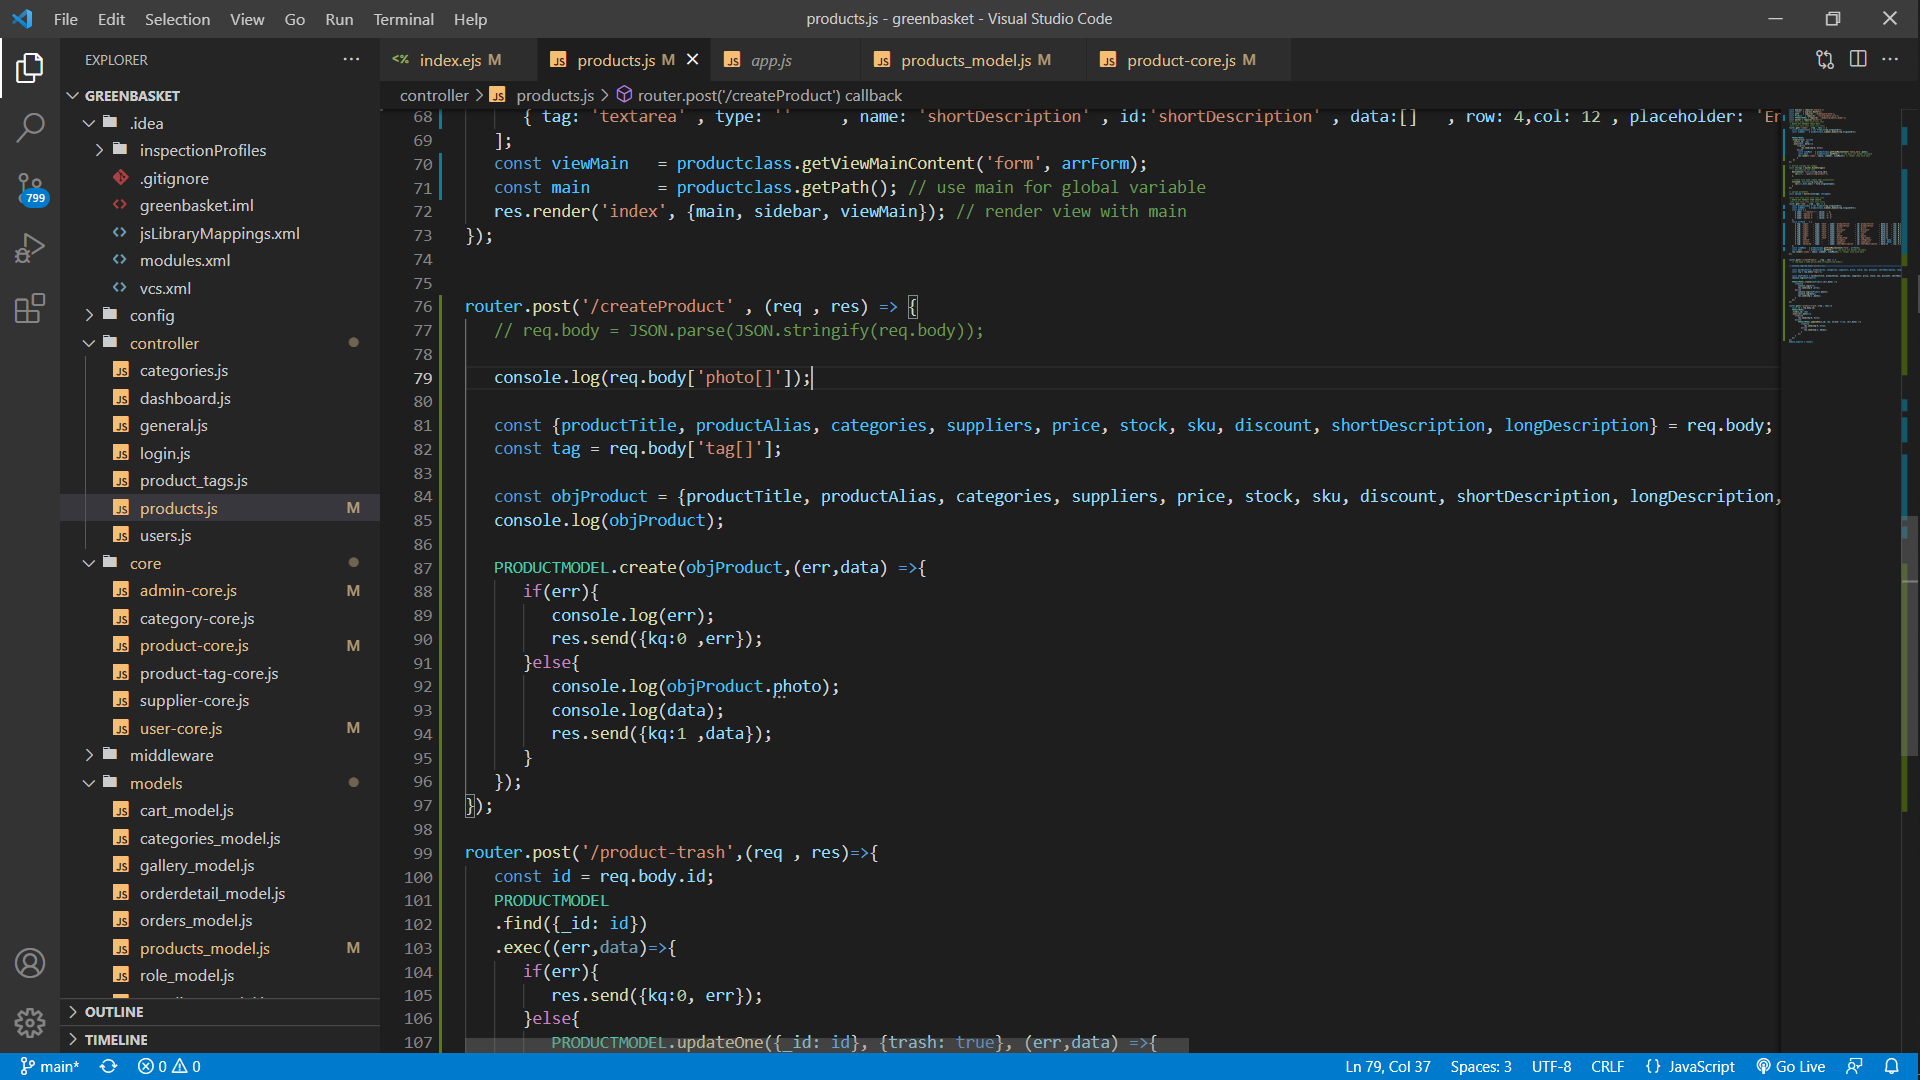 File Edit Selection View Go Run Terminal Help
products.js - greenbasket - Visual Studio Code
EXPLORER
GREENBASKET
.idea
inspectionProfiles
.gitignore
greenbasket.iml
jsLibraryMappings.xml
modules.xml
vcs.xml
config
controller
categories.js
dashboard.js
general.js
login.js
product_tags.js
products.js M
users.js
core
admin-core.js M
category-core.js
product-core.js M
product-tag-core.js
supplier-core.js
user-core.js M
middleware
models
cart_model.js
categories_model.js
gallery_model.js
orderdetail_model.js
orders_model.js
products_model.js M
role_model.js
OUTLINE
TIMELINE
799
index.ejs M products.js M app.js products_model.js M product-core.js M
controller > products.js > router.post('/createProduct') callback
68 { tag: 'textarea' , type: '' , name: 'shortDescription' , id:'shortDescription' , data:[] , row: 4,col: 12 , placeholder: 'En
69 ];
70 const viewMain = productclass.getViewMainContent('form', arrForm);
71 const main = productclass.getPath(); // use main for global variable
72 res.render('index', {main, sidebar, viewMain}); // render view with main
73 });
74
75
76 router.post('/createProduct' , (req , res) => {
77 // req.body = JSON.parse(JSON.stringify(req.body));
78
79 console.log(req.body['photo[]']);
80
81 const {productTitle, productAlias, categories, suppliers, price, stock, sku, discount, shortDescription, longDescription} = req.body;
82 const tag = req.body['tag[]'];
83
84 const objProduct = {productTitle, productAlias, categories, suppliers, price, stock, sku, discount, shortDescription, longDescription,
85 console.log(objProduct);
86
87 PRODUCTMODEL.create(objProduct,(err,data) =>{
88 if(err){
89 console.log(err);
90 res.send({kq:0 ,err});
91 }else{
92 console.log(objProduct.photo);
93 console.log(data);
94 res.send({kq:1 ,data});
95 }
96 });
97 });
98
99 router.post('/product-trash',(req , res)=>{
100 const id = req.body.id;
101 PRODUCTMODEL
102 .find({_id: id})
103 .exec((err,data)=>{
104 if(err){
105 res.send({kq:0, err});
106 }else{
107 PRODUCTMODEL.updateOne({_id: id}, {trash: true}, (err,data) =>{
main* 0 0 Ln 79, Col 37 Spaces: 3 UTF-8 CRLF {} JavaScript Go Live